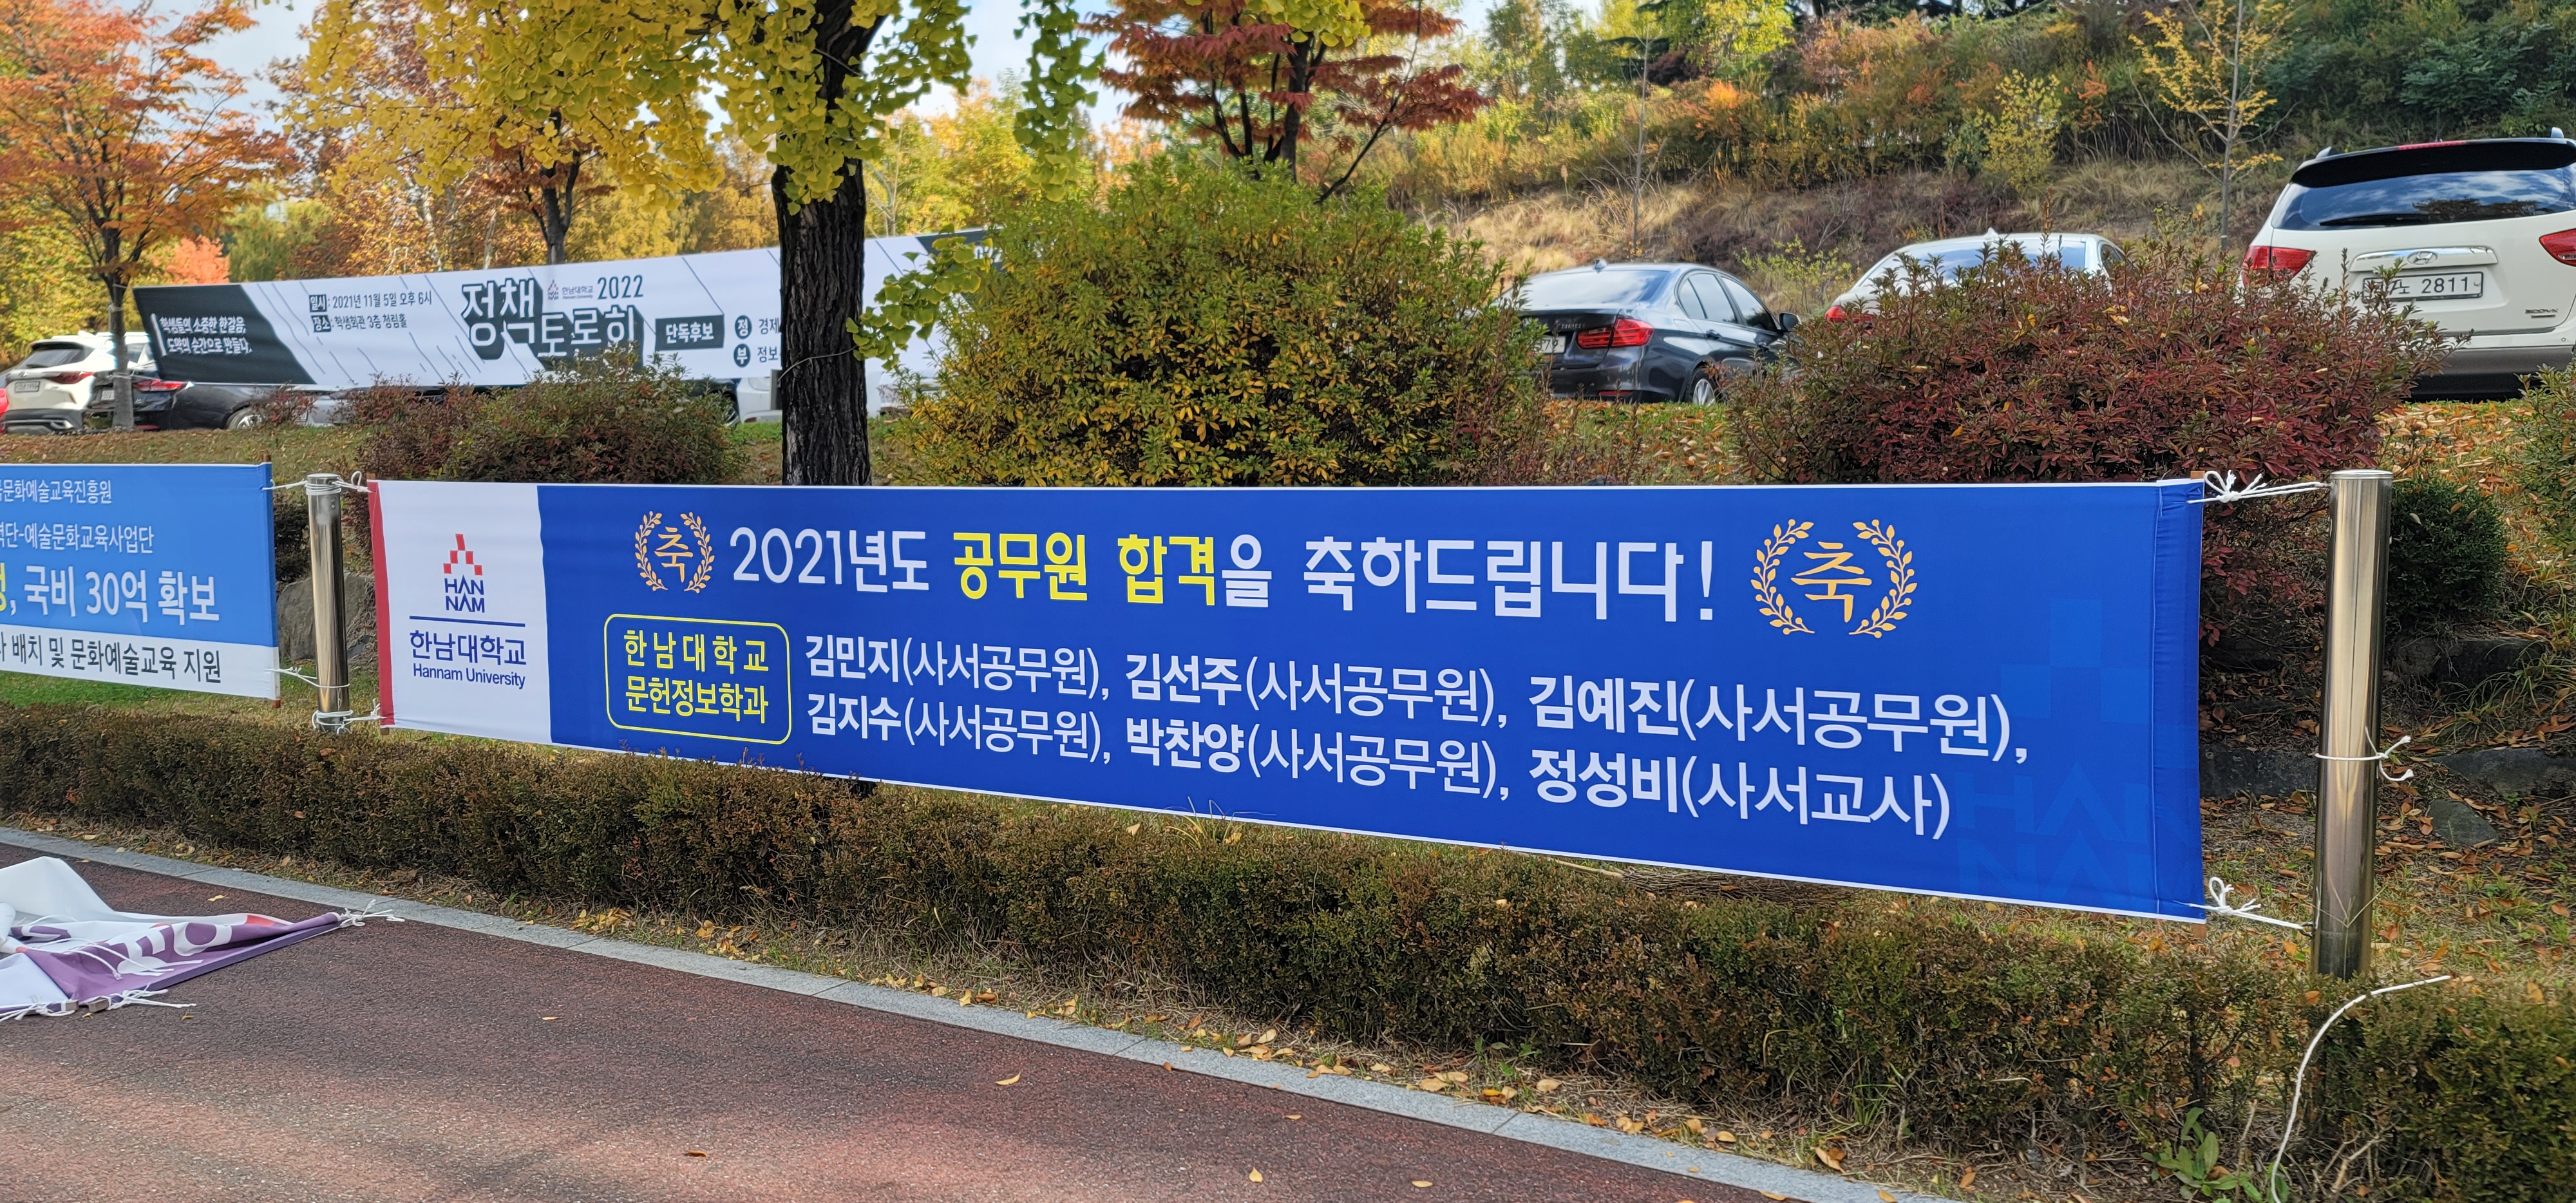 학생들의 소중한 한걸음,
도약의 순간으로 만들다.
일시 : 2021년 11월 5일 오후 6시
장소 : 학생회관 3층 청림홀
정책
한남대학교
Hannam University
2022
토론회
단독후보
정 경제
부 정보
2811
문화예술교육진흥원
단-예술문화교육사업단
국비 30억 확보
배치 및 문화예술교육 지원
HAN
NAM
한남대학교
Hannam University
축 2021년도 공무원 합격을 축하드립니다! 축
한남대학교
문헌정보학과
김민지(사서공무원), 김선주(사서공무원), 김예진(사서공무원),
김지수(사서공무원), 박찬양(사서공무원), 정성비(사서교사)
HAN
NAM